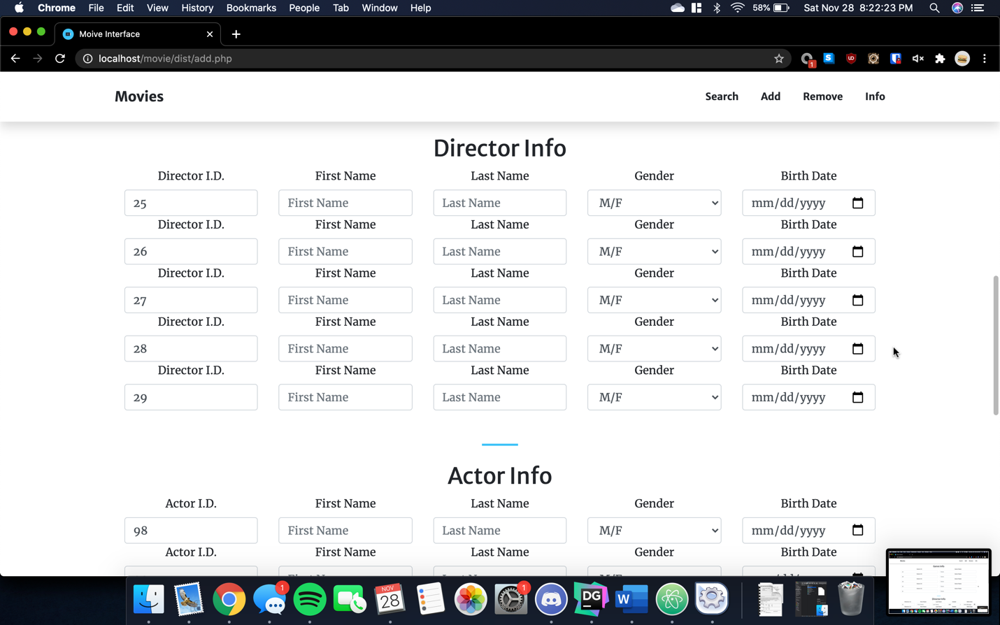 Chrome File Edit View History Bookmarks People Tab Window Help 58% Sat Nov 28 8:22:23 PM
Moive Interface
localhost/movie/dist/add.php
1
Movies Search Add Remove Info
Director Info
Director I.D. First Name Last Name Gender Birth Date
25 First Name Last Name M/F mm/dd/yyyy
Director I.D. First Name Last Name Gender Birth Date
26 First Name Last Name M/F mm/dd/yyyy
Director I.D. First Name Last Name Gender Birth Date
27 First Name Last Name M/F mm/dd/yyyy
Director I.D. First Name Last Name Gender Birth Date
28 First Name Last Name M/F mm/dd/yyyy
Director I.D. First Name Last Name Gender Birth Date
29 First Name Last Name M/F mm/dd/yyyy
Actor Info
Actor I.D. First Name Last Name Gender Birth Date
98 First Name Last Name M/F mm/dd/yyyy
Actor I.D. First Name Last Name Gender Birth Date
1 NOV 28 1 DG W